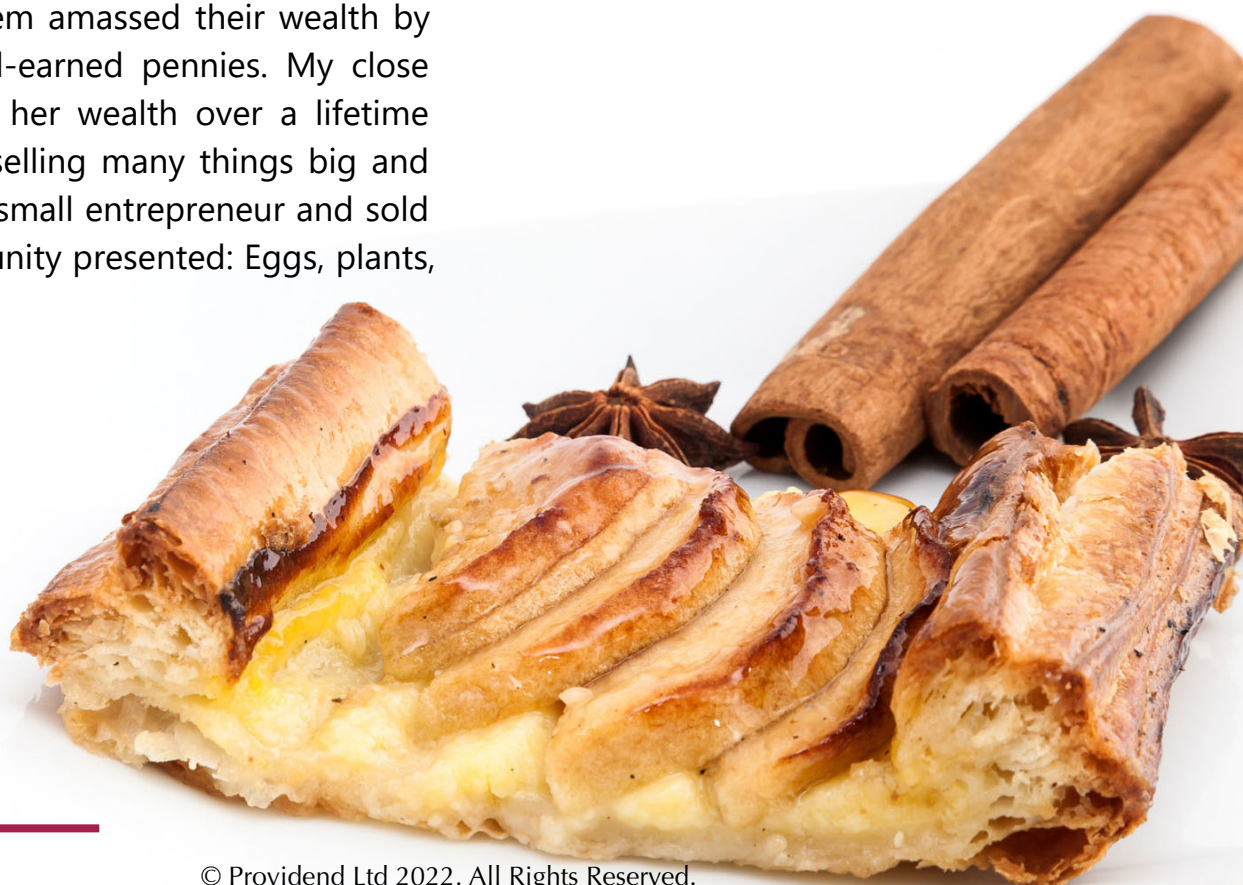 em amassed their wealth by
l-earned pennies. My close
her wealth over a lifetime
selling many things big and
small entrepreneur and sold
unity presented: Eggs, plants,
© Providend Ltd 2022. All Rights Reserved.